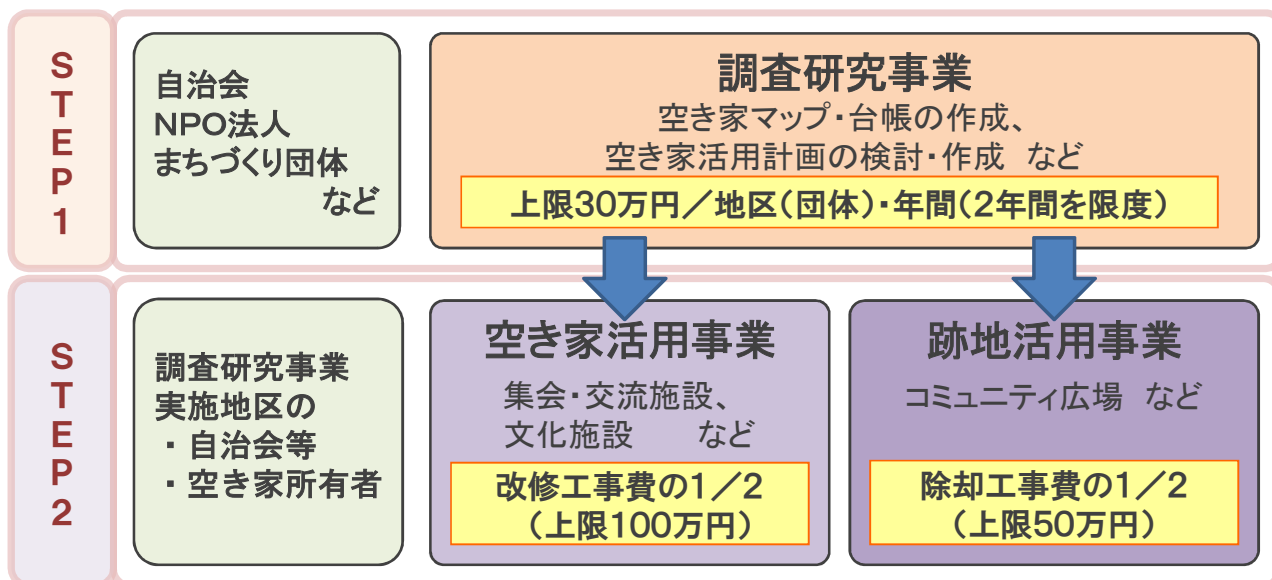 STEP1
自治会
NPO法人
まちづくり団体
など
調査研究事業
空き家マップ・台帳の作成、
空き家活用計画の検討・作成 など
上限30万円／地区(団体)・年間(2年間を限度)
STEP2
調査研究事業
実施地区の
・自治会等
・空き家所有者
空き家活用事業
集会・交流施設、
文化施設 など
改修工事費の1／2
(上限100万円)
跡地活用事業
コミュニティ広場 など
除却工事費の1／2
(上限50万円)